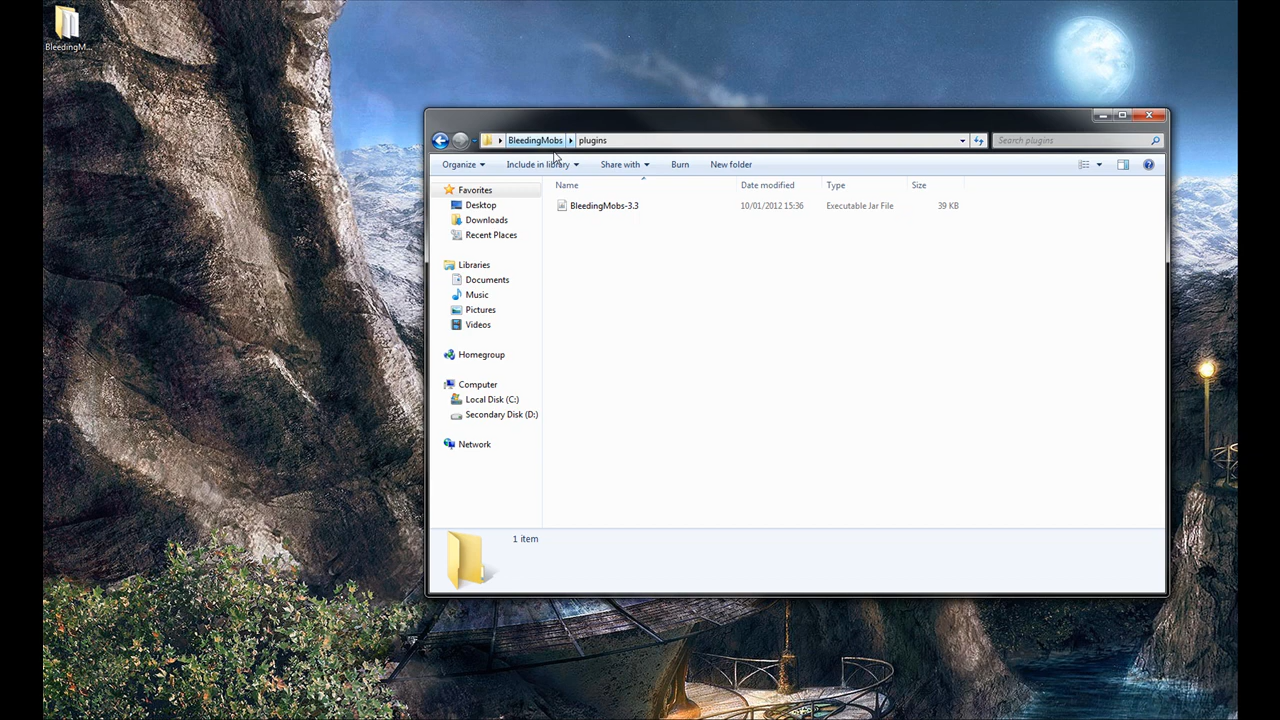 BleedingM...
BleedingMobs plugins
Search plugins
Organize Include in library Share with Burn New folder
Favorites
Desktop
Downloads
Recent Places
Libraries
Documents
Music
Pictures
Videos
Homegroup
Computer
Local Disk (C:)
Secondary Disk (D:)
Network
Name Date modified Type Size
BleedingMobs-3.3 10/01/2012 15:36 Executable Jar File 39 KB
1 item